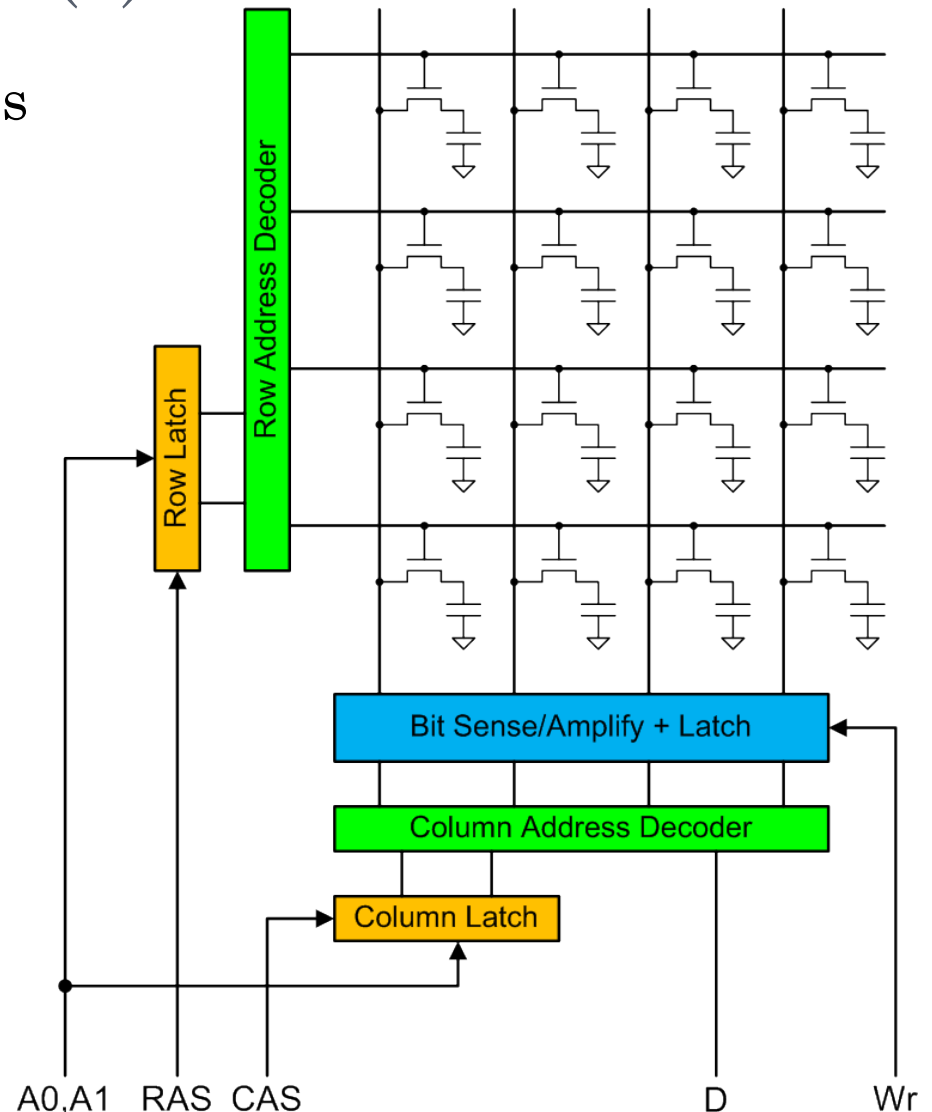 s
Row Address Decoder
Row Latch
Bit Sense/Amplify + Latch
Column Address Decoder
Column Latch
A0,A1 RAS CAS D Wr